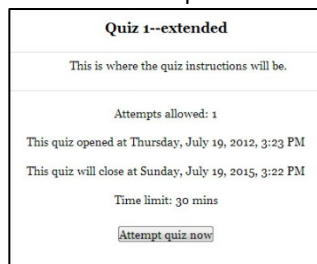 Quiz 1--extended
This is where the quiz instructions will be.
Attempts allowed: 1
This quiz opened at Thursday, July 19, 2012, 3:23 PM
This quiz will close at Sunday, July 19, 2015, 3:22 PM
Time limit: 30 mins
Attempt quiz now